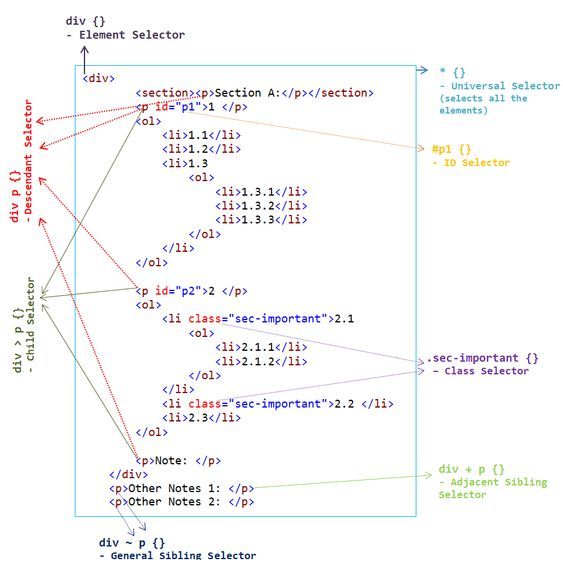 div {}
- Element Selector
<div>
<section><p>Section A:</p></section>
<p id="p1">1 </p>
<ol>
<li>1.1</li>
<li>1.2</li>
<li>1.3
<ol>
<li>1.3.1</li>
<li>1.3.2</li>
<li>1.3.3</li>
</ol>
</li>
</ol>
<p id="p2">2 </p>
<ol>
<li class="sec-important">2.1
<ol>
<li>2.1.1</li>
<li>2.1.2</li>
</ol>
</li>
<li class="sec-important">2.2 </li>
<li>2.3</li>
</ol>
<p>Note: </p>
</div>
<p>Other Notes 1: </p>
<p>Other Notes 2: </p>
div p {}
- Descendant Selector
div > p {}
- Child Selector
* {}
- Universal Selector
(selects all the
elements)
#p1 {}
- ID Selector
.sec-important {}
- Class Selector
div + p {}
- Adjacent Sibling
Selector
div ~ p {}
- General Sibling Selector